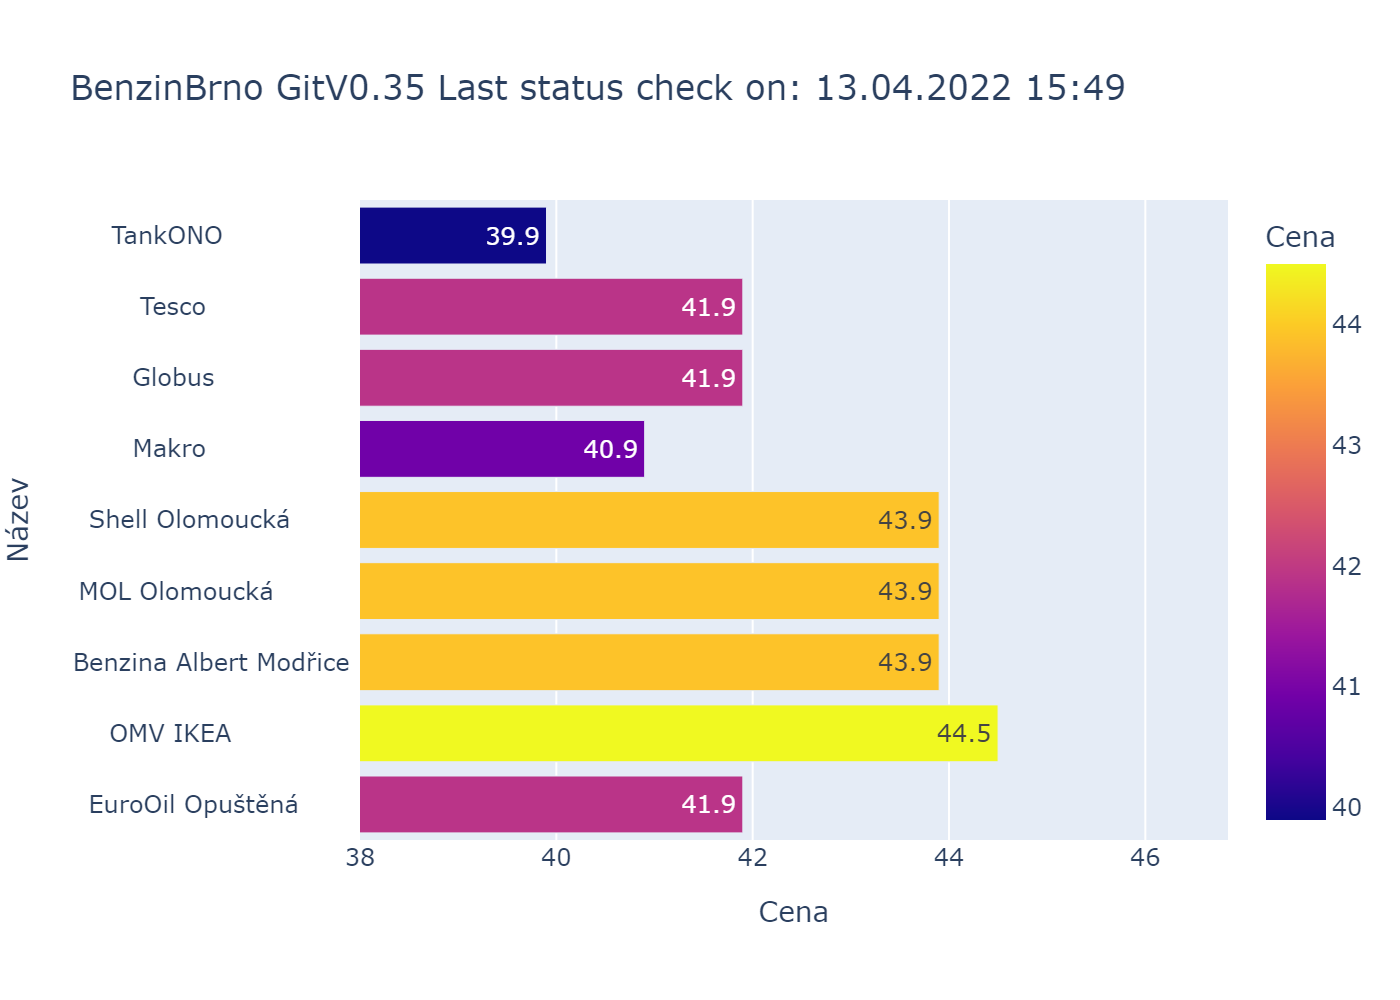 BenzinBrno GitV0.35 Last status check on: 13.04.2022 15:49
TankONO 39.9
Tesco 41.9
Globus 41.9
Makro 40.9
Shell Olomoucká 43.9
MOL Olomoucká 43.9
Benzina Albert Modřice 43.9
OMV IKEA 44.5
EuroOil Opuštěná 41.9
Název
38 40 42 44 46
Cena
Cena
44
43
42
41
40